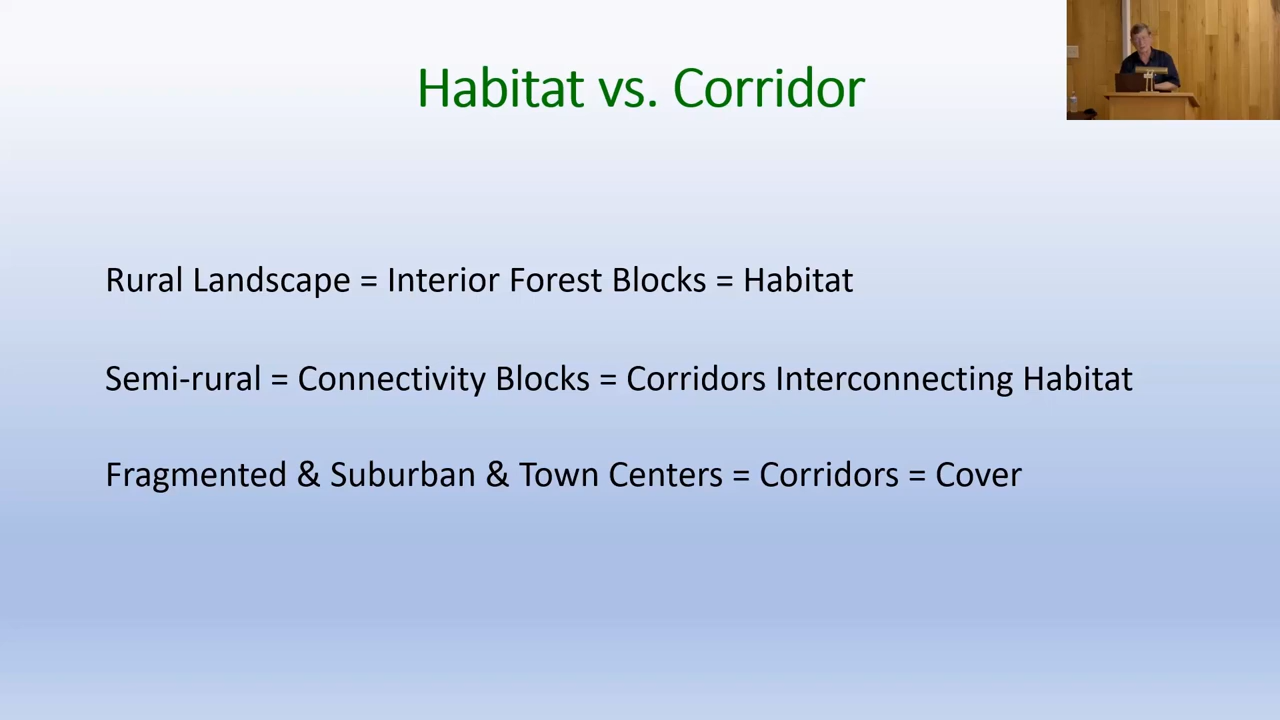 Habitat vs. Corridor
Rural Landscape = Interior Forest Blocks = Habitat
Semi-rural = Connectivity Blocks = Corridors Interconnecting Habitat
Fragmented & Suburban & Town Centers = Corridors = Cover